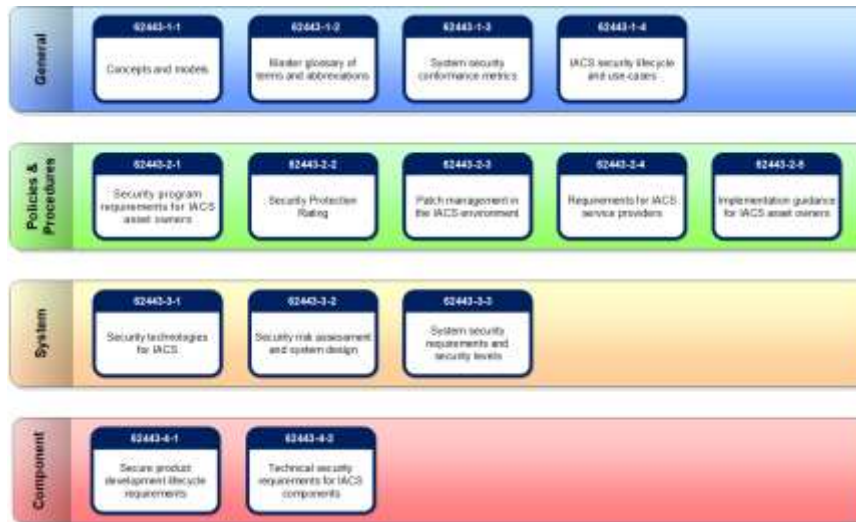 General
62443-1-1
Concepts and models
62443-1-2
Master glossary of
terms and abbreviations
62443-1-3
System security
conformance metrics
62443-1-4
IACS security lifecycle
and use-cases
Policies &
Procedures
62443-2-1
Security program
requirements for IACS
asset owners
62443-2-2
Security Protection
Rating
62443-2-3
Patch management in
the IACS environment
62443-2-4
Requirements for IACS
service providers
62443-2-5
Implementation guidance
for IACS asset owners
System
62443-3-1
Security technologies
for IACS
62443-3-2
Security risk assessment
and system design
62443-3-3
System security
requirements and
security levels
Component
62443-4-1
Secure product
development lifecycle
requirements
62443-4-2
Technical security
requirements for IACS
components